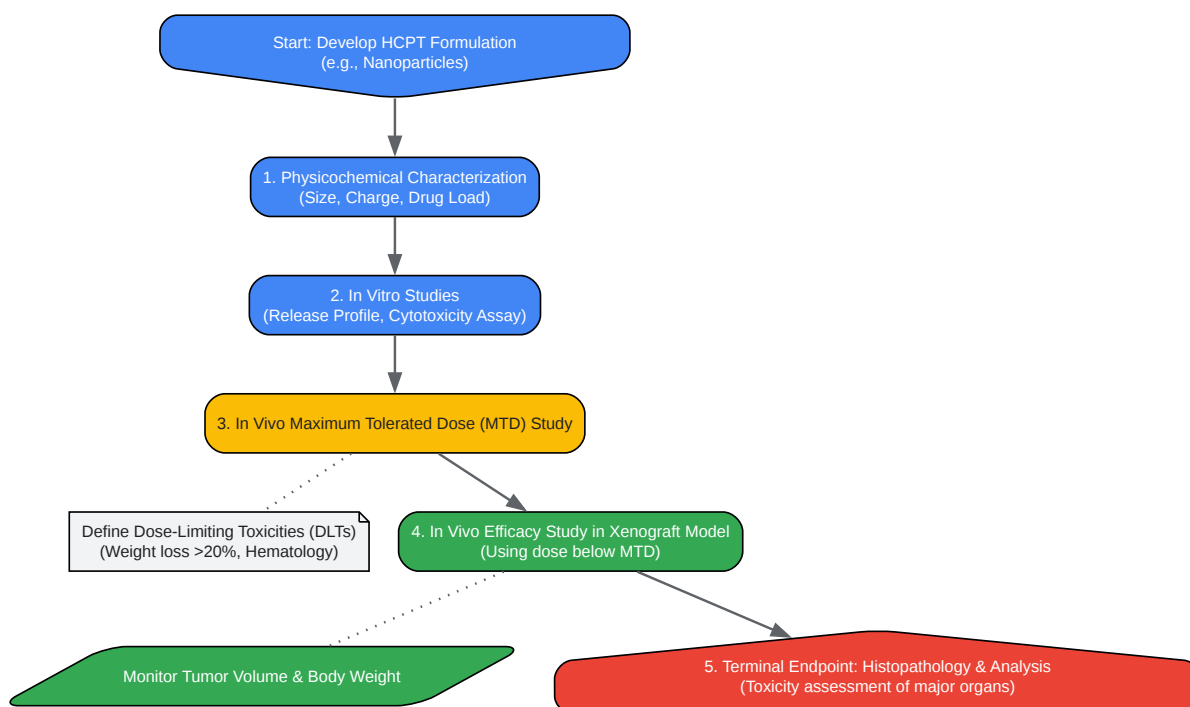 Start: Develop HCPT Formulation
(e.g., Nanoparticles)
1. Physicochemical Characterization
(Size, Charge, Drug Load)
2. In Vitro Studies
(Release Profile, Cytotoxicity Assay)
3. In Vivo Maximum Tolerated Dose (MTD) Study
Define Dose-Limiting Toxicities (DLTs)
(Weight loss >20%, Hematology)
4. In Vivo Efficacy Study in Xenograft Model
(Using dose below MTD)
Monitor Tumor Volume & Body Weight
5. Terminal Endpoint: Histopathology & Analysis
(Toxicity assessment of major organs)